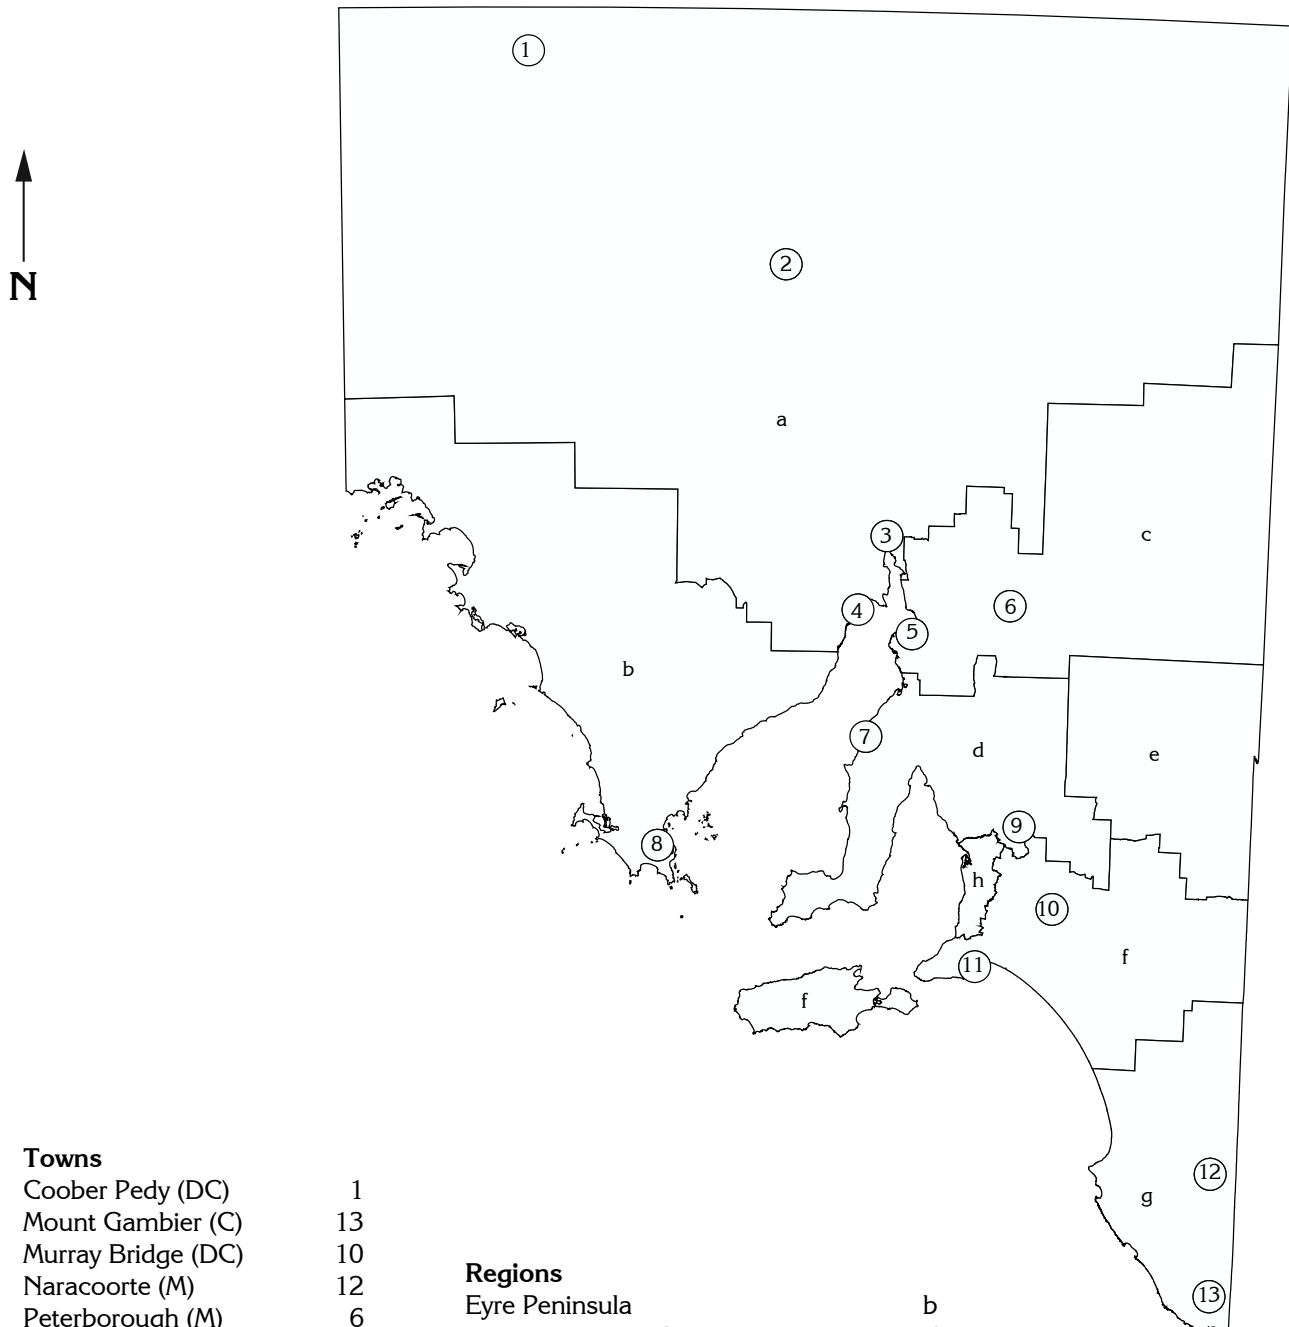 1
2
N
a
3
c
4
6
5
b
7
d
e
9
8
h
10
f
11
f
12
g
13
Towns
Coober Pedy (DC) 1
Mount Gambier (C) 13
Murray Bridge (DC) 10
Naracoorte (M) 12
Peterborough (M) 6
Regions
Eyre Peninsula b